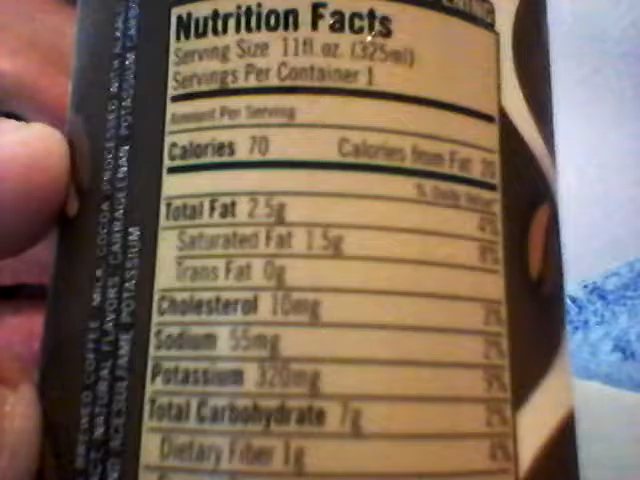 Nutrition Facts
Serving Size 11fl. oz. (325ml)
Servings Per Container 1
Amount Per Serving
Calories 70 Calories from Fat 20
% Daily Value*
Total Fat 2.5g 4%
Saturated Fat 1.5g 8%
Trans Fat 0g
Cholesterol 10mg 3%
Sodium 55mg 2%
Potassium 320mg 9%
Total Carbohydrate 7g 2%
Dietary Fiber 1g 4%
BREWED COFFEE, MILK, COCOA PROCESSED WITH ALKALI
NATURAL FLAVORS, CARRAGEENAN, POTASSIUM
ACESULFAME POTASSIUM